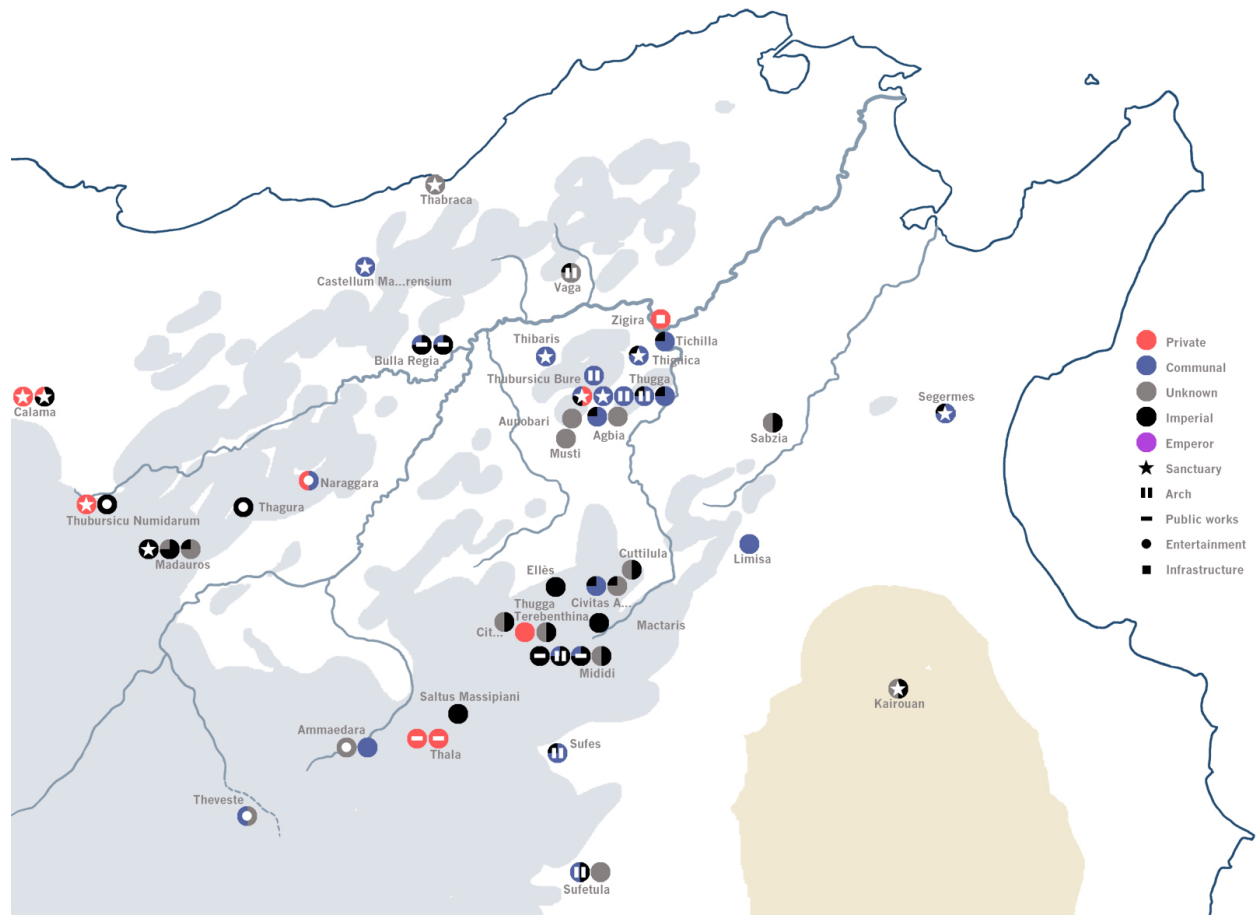 Thabraca
Castellum Ma...rensium
Vaga
Zigira
Tichilla
Bulla Regia
Thibaris
Thignica
Thubursicu Bure
Thugga
Calama
Aunobari
Agbia
Musti
Sabzia
Segermes
Private
Communal
Unknown
Imperial
Emperor
Sanctuary
Arch
Public works
Entertainment
Infrastructure
Naraggara
Thubursicu Numidarum
Thagura
Madauros
Limisa
Cuttilula
Ellès
Civitas A...
Thugga
Terebenthina
Cit...
Mactaris
Mididi
Kairouan
Saltus Massipiani
Ammaedara
Thala
Sufes
Theveste
Sufetula